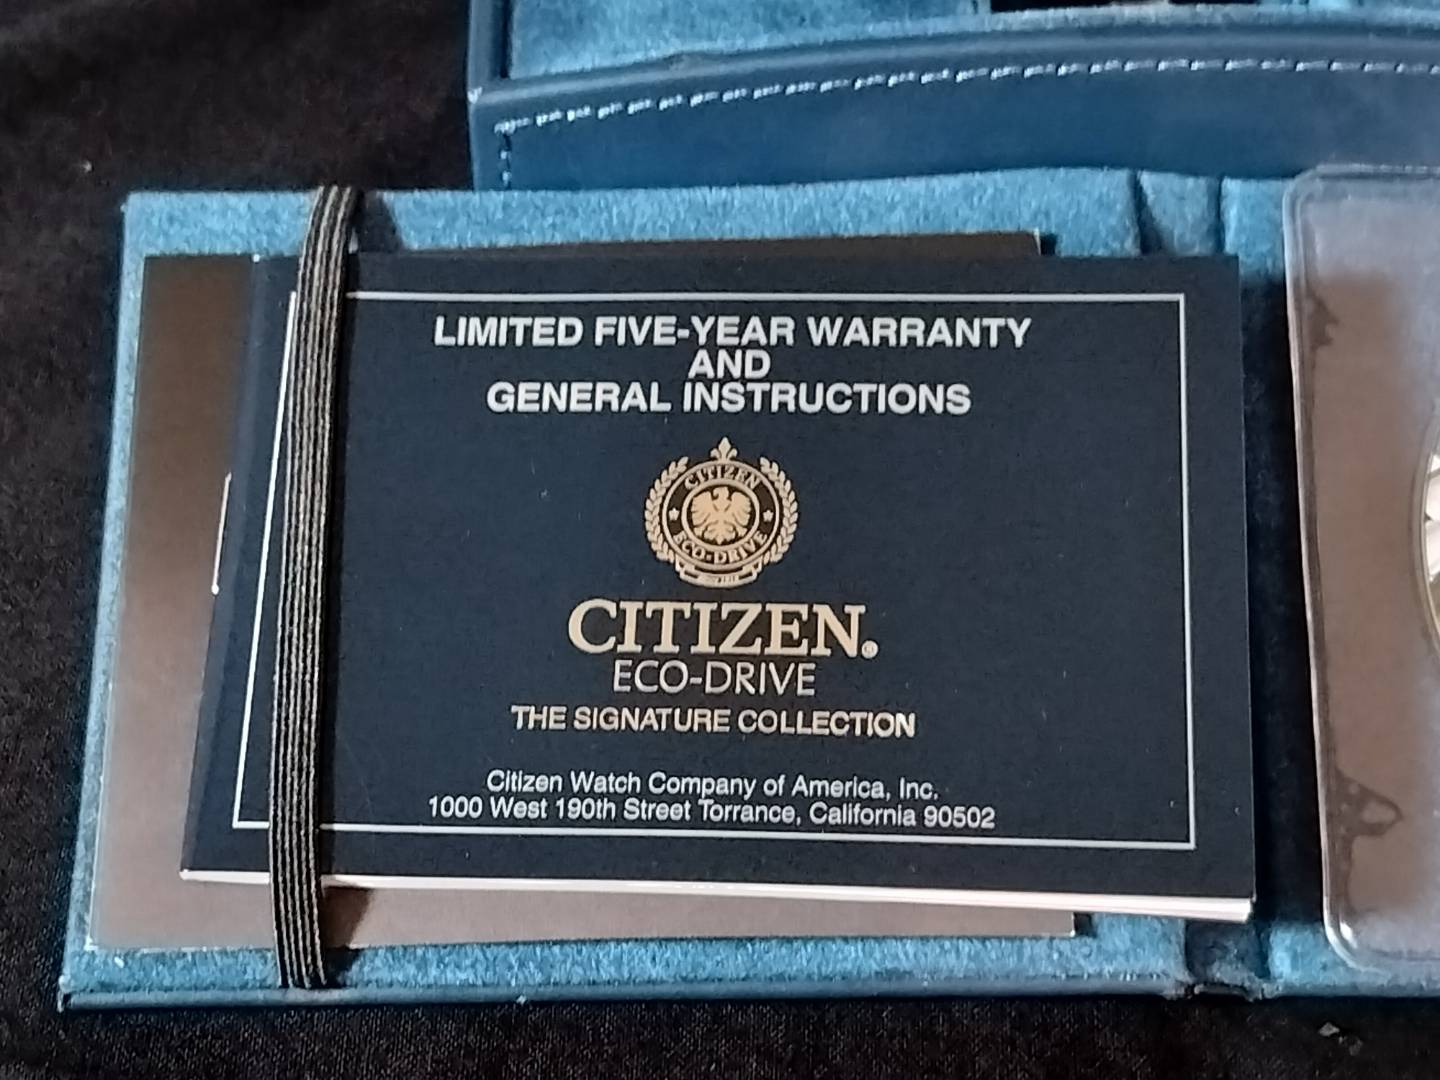 LIMITED FIVE-YEAR WARRANTY
AND
GENERAL INSTRUCTIONS
CITIZEN
ECO-DRIVE
CITIZEN®
ECO-DRIVE
THE SIGNATURE COLLECTION
Citizen Watch Company of America, Inc.
1000 West 190th Street Torrance, California 90502